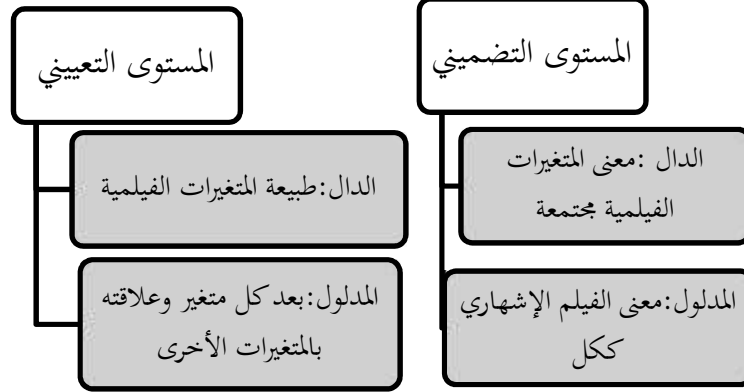 المستوى التضميني
الدال :معنى المتغيرات
الفيلمية مجتمعة
المدلول:معنى الفيلم الإشهاري
ككل
المستوى التعييني
الدال:طبيعة المتغيرات الفيلمية
المدلول:بعد كل متغير وعلاقته
بالمتغيرات الأخرى